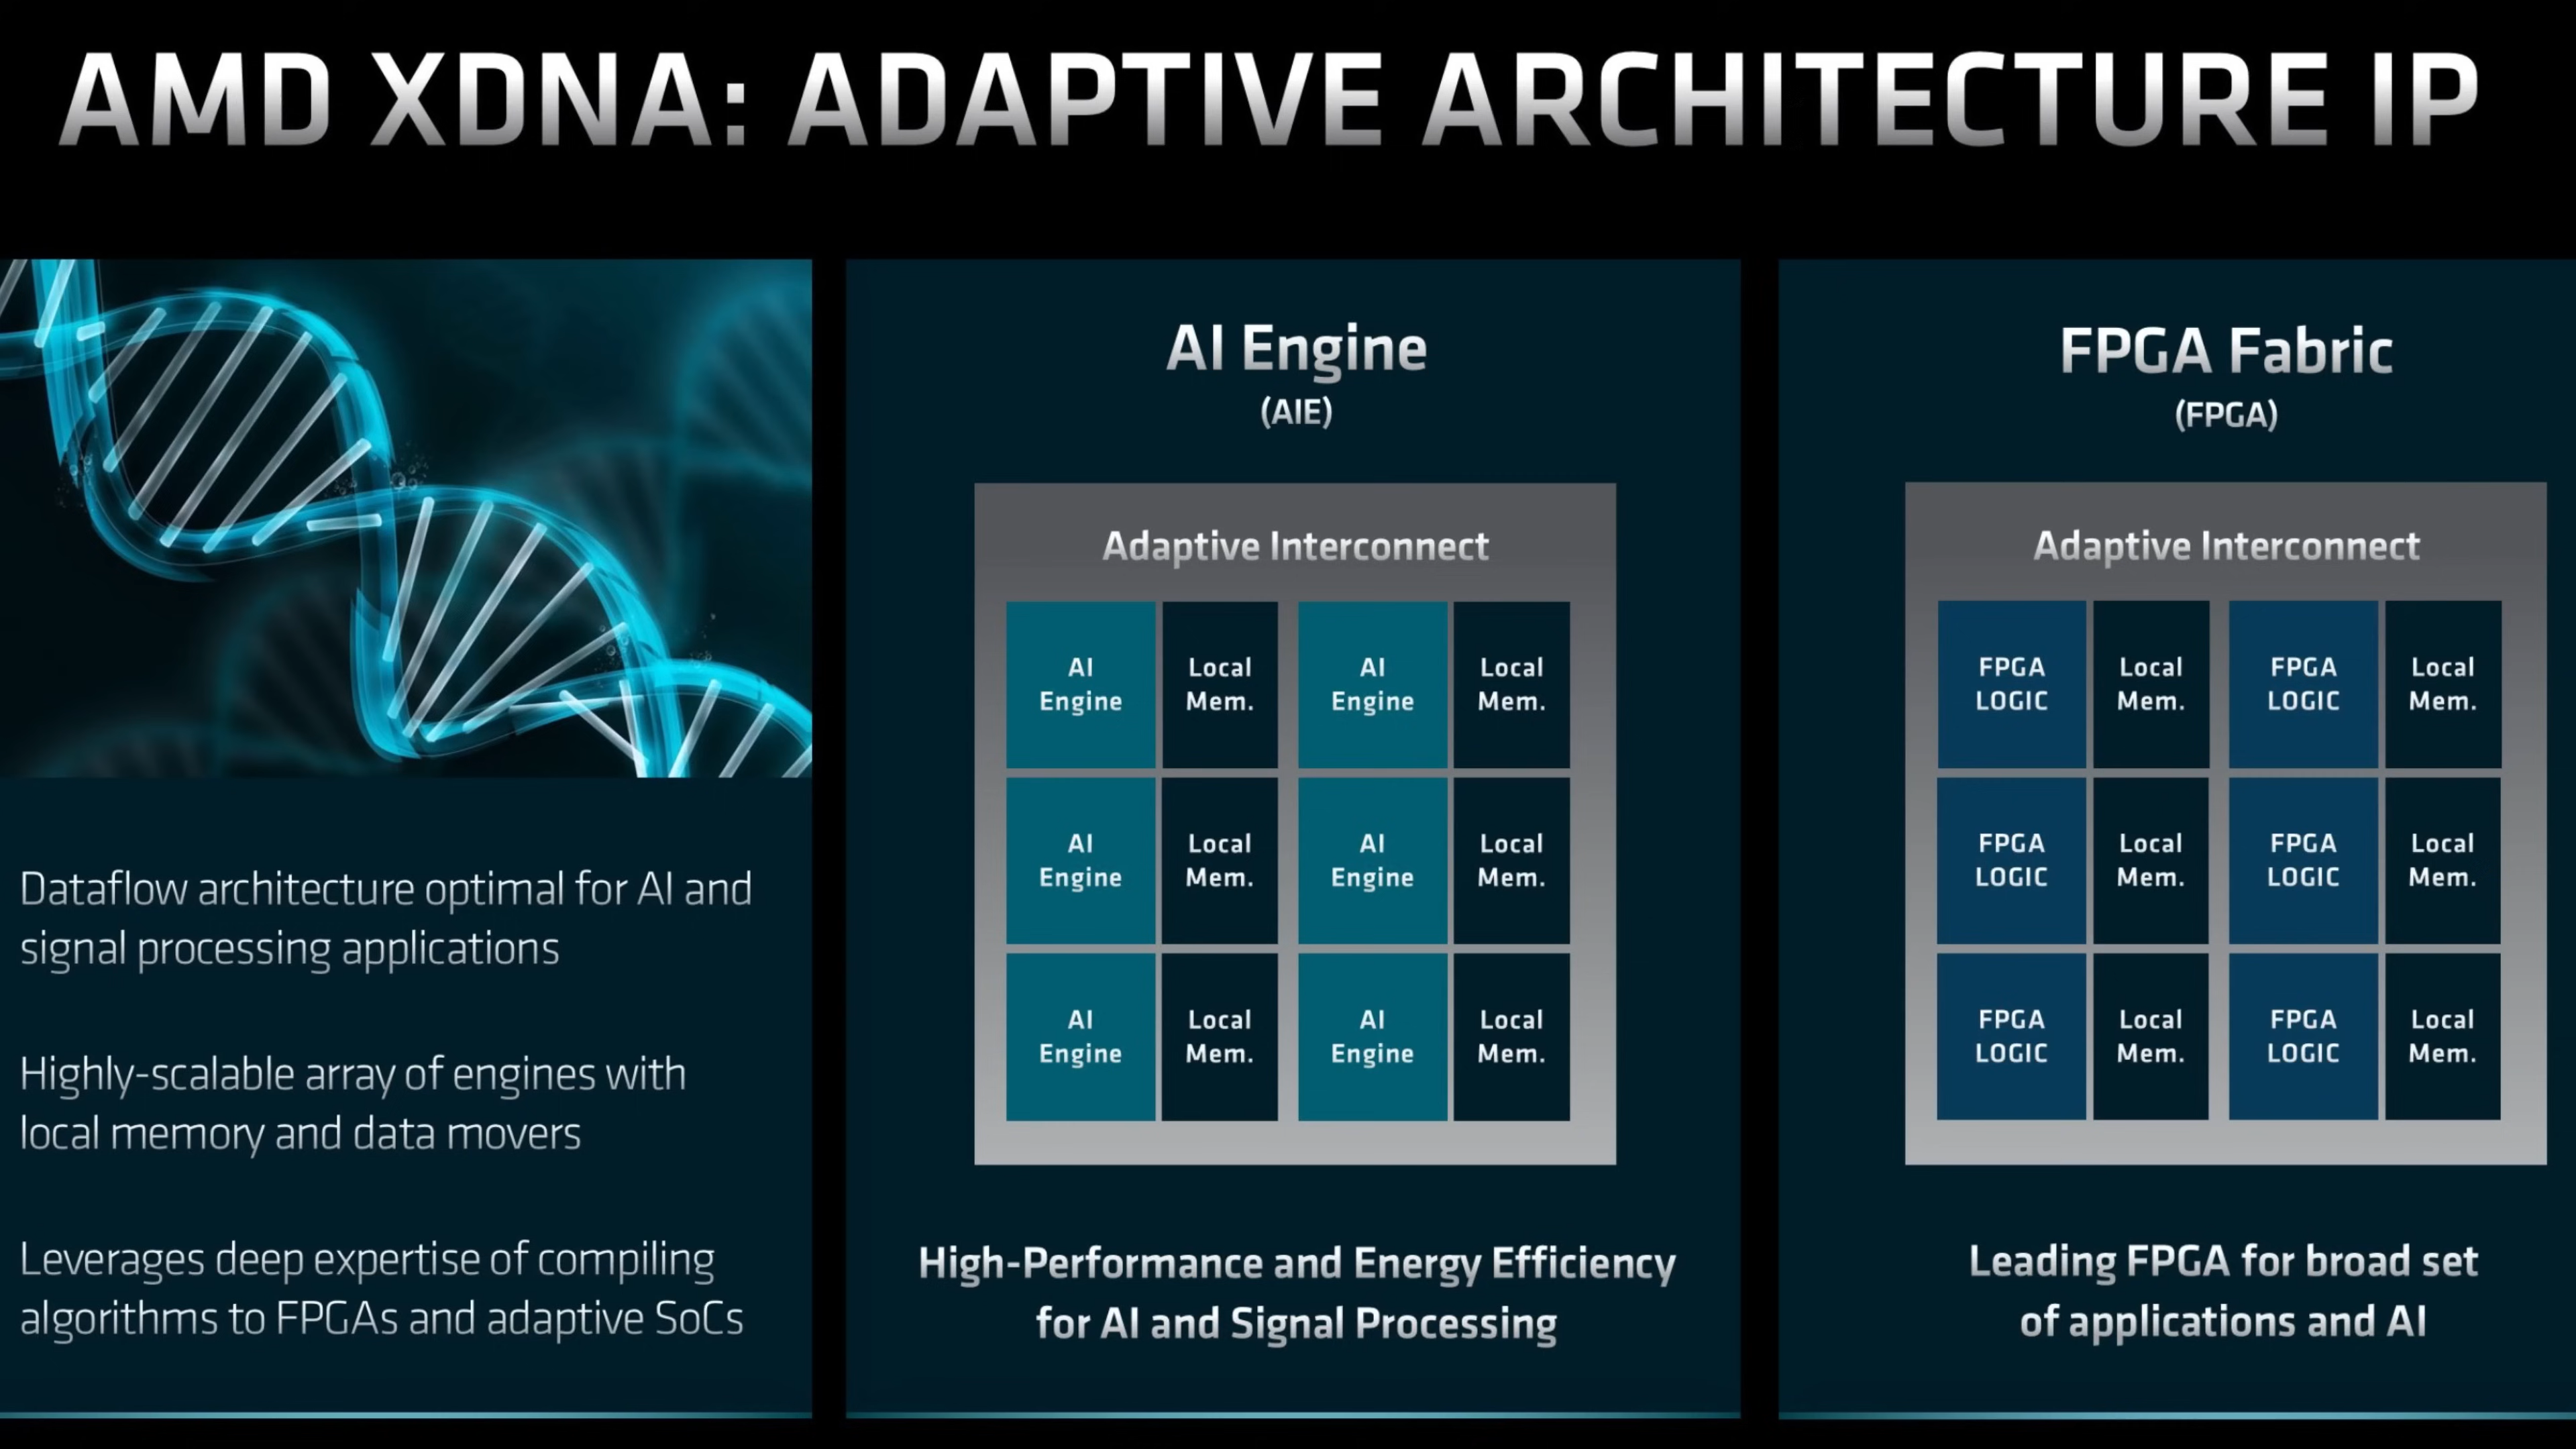 AMD XDNA: ADAPTIVE ARCHITECTURE IP
Dataflow architecture optimal for AI and
signal processing applications
Highly-scalable array of engines with
local memory and data movers
Leverages deep expertise of compiling
algorithms to FPGAs and adaptive SoCs
AI Engine
(AIE)
Adaptive Interconnect
AI Local AI Local
Engine Mem. Engine Mem.
AI Local AI Local
Engine Mem. Engine Mem.
AI Local AI Local
Engine Mem. Engine Mem.
High-Performance and Energy Efficiency
for AI and Signal Processing
FPGA Fabric
(FPGA)
Adaptive Interconnect
FPGA Local FPGA Local
LOGIC Mem. LOGIC Mem.
FPGA Local FPGA Local
LOGIC Mem. LOGIC Mem.
FPGA Local FPGA Local
LOGIC Mem. LOGIC Mem.
Leading FPGA for broad set
of applications and AI